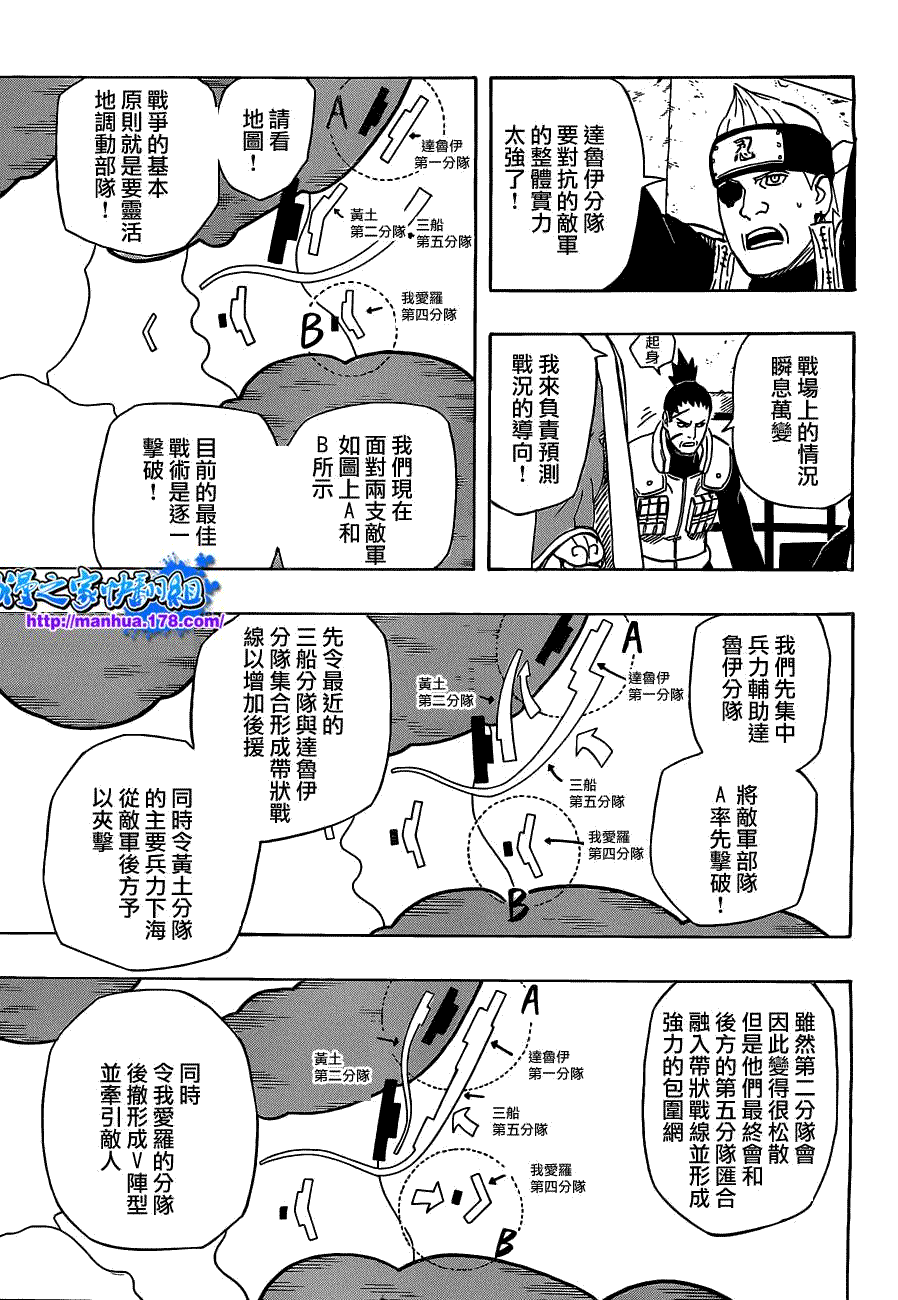 忍
達魯伊分隊
要對抗的敵軍
的整體實力
太強了！
戰場上的情況
瞬息萬變
起身
我來負責預測
戰況的導向！
請看
地圖！
戰爭的基本
原則就是要靈活
地調動部隊！
A
達魯伊
第一分隊
黃土
第二分隊
三船
第五分隊
我愛羅
第四分隊
B
我們現在
面對兩支敵軍
如圖上A和
B所示
目前的最佳
戰術是逐一
擊破！
漫之家快翻組
http://manhua.178.com/
我們先集中
兵力輔助達
魯伊分隊
將敵軍部隊
A率先擊破！
A
達魯伊
第一分隊
黃土
第二分隊
三船
第五分隊
我愛羅
第四分隊
B
先令最近的
三船分隊與達魯伊
分隊集合形成帶狀戰
線以增加後援
同時令黃土分隊
的主要兵力下海
從敵軍後方予
以夾擊
雖然第二分隊會
因此變得很松散
但是他們最終會和
後方的第五分隊匯合
融入帶狀戰線並形成
強力的包圍網
A
達魯伊
第一分隊
黃土
第二分隊
三船
第五分隊
我愛羅
第四分隊
B
同時
令我愛羅的分隊
後撤形成V陣型
並牽引敵人